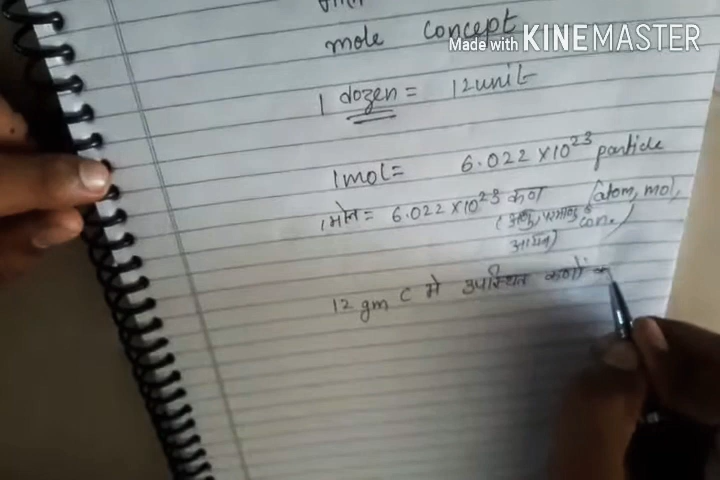 mole concept
Made with KINEMASTER
1 dozen = 12 unit
1 mol = 6.022 × 10²³ particle
1 मोल = 6.022 × 10²³ कण (atom, mol,
(अणु, परमाणु, con.)
आयन)
12 gm C मे उपस्थित कणों